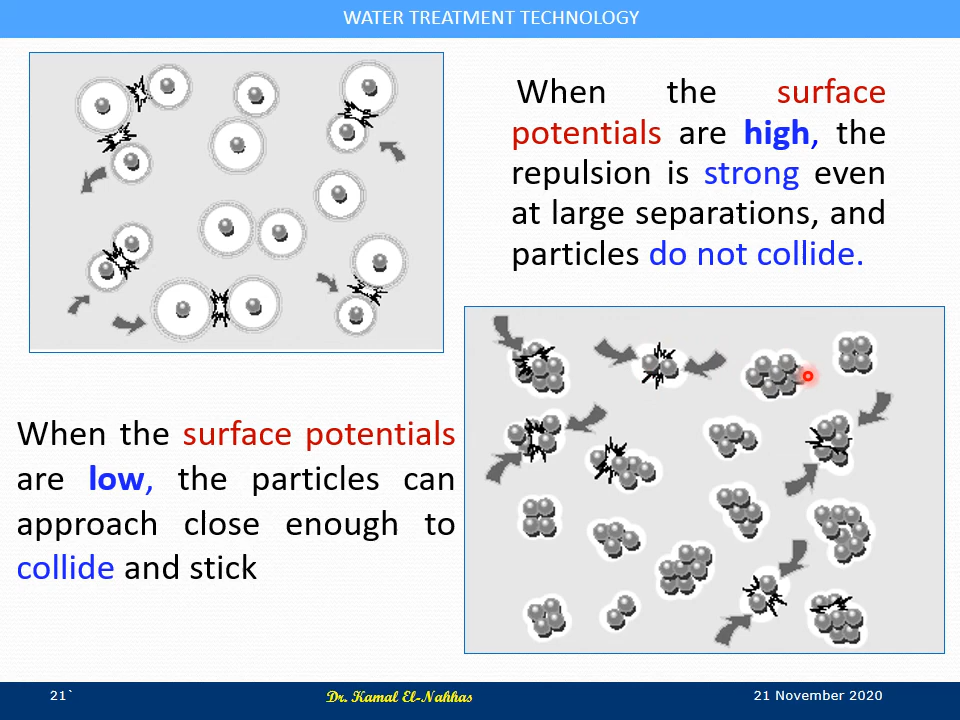 WATER TREATMENT TECHNOLOGY
When the surface
potentials are high, the
repulsion is strong even
at large separations, and
particles do not collide.
When the surface potentials
are low, the particles can
approach close enough to
collide and stick
21`
Dr. Kamal El-Nahhas
21 November 2020